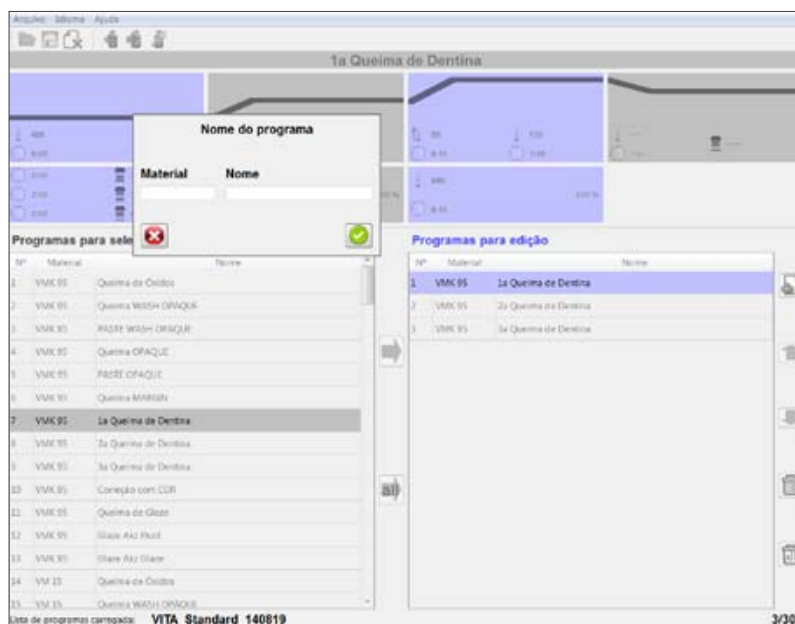 Arquivo Idioma Ajuda
1a Queima de Dentina
Nome do programa
Material Nome
Programas para sele
Programas para edição
Nº Material Nome
1 VMK 95 Queima de Óxidos
2 VMK 95 Queima WASH OPAQUE
3 VMK 95 PASTE WASH OPAQUE
4 VMK 95 Queima OPAQUE
5 VMK 95 PASTE OPAQUE
6 VMK 95 Queima MARGIN
7 VMK 95 1a Queima de Dentina
8 VMK 95 2a Queima de Dentina
9 VMK 95 3a Queima de Dentina
10 VMK 95 Correção com COR
11 VMK 95 Queima de Glaze
12 VMK 95 Glaze Akz Fluid
13 VMK 95 Glaze Akz Glaze
14 VM 15 Queima de Óxidos
15 VM 15 Queima WASH OPAQUE
Nº Material Nome
1 VMK 95 1a Queima de Dentina
2 VMK 95 2a Queima de Dentina
3 VMK 95 3a Queima de Dentina
all
Lista de programas carregada: VITA Standard 140819
3/30